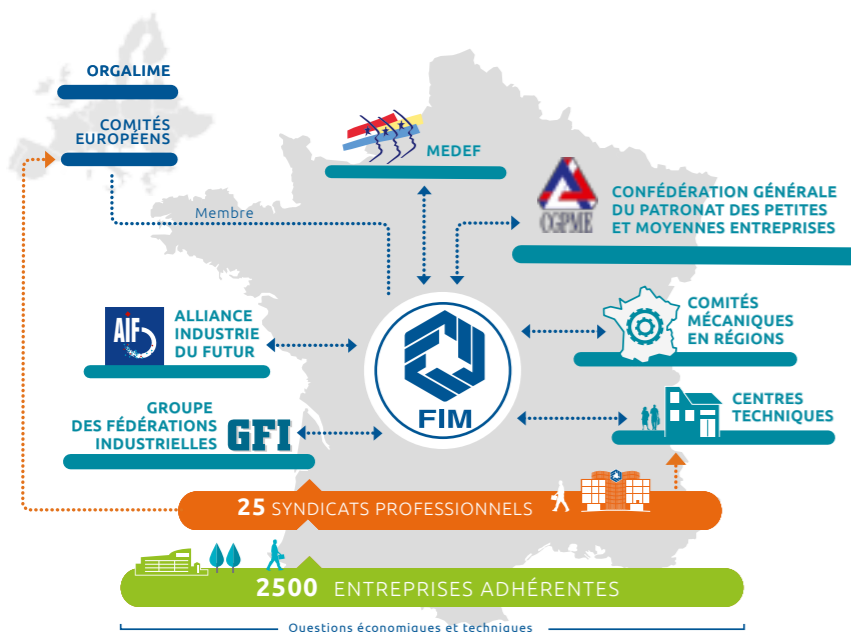 ORGALIME
COMITÉS
EUROPÉENS
MEDEF
CGPME
CONFÉDÉRATION GÉNÉRALE
DU PATRONAT DES PETITES
ET MOYENNES ENTREPRISES
Membre
AIF
ALLIANCE
INDUSTRIE
DU FUTUR
COMITÉS
MÉCANIQUES
EN RÉGIONS
FIM
GROUPE
DES FÉDÉRATIONS
INDUSTRIELLES
GFI
CENTRES
TECHNIQUES
25 SYNDICATS PROFESSIONNELS
2500 ENTREPRISES ADHÉRENTES
Questions économiques et techniques